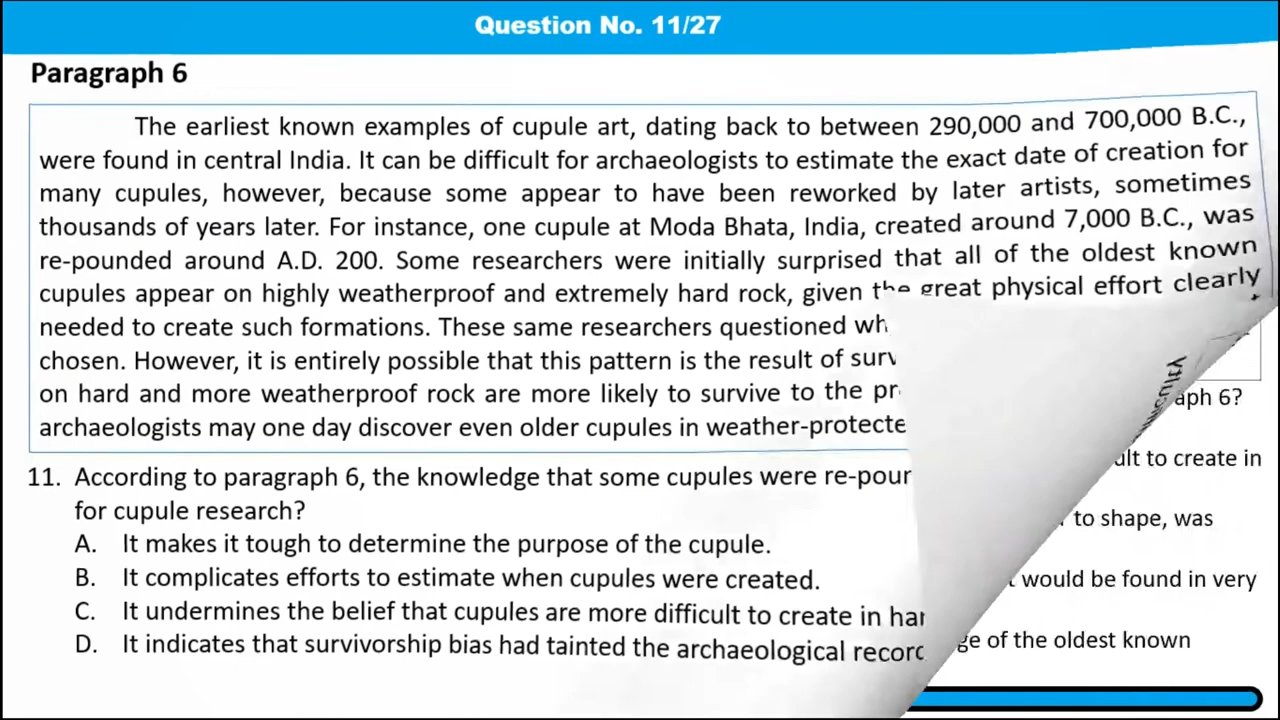 Question No. 11/27
Paragraph 6
The earliest known examples of cupule art, dating back to between 290,000 and 700,000 B.C.,
were found in central India. It can be difficult for archaeologists to estimate the exact date of creation for
many cupules, however, because some appear to have been reworked by later artists, sometimes
thousands of years later. For instance, one cupule at Moda Bhata, India, created around 7,000 B.C., was
re-pounded around A.D. 200. Some researchers were initially surprised that all of the oldest known
cupules appear on highly weatherproof and extremely hard rock, given the great physical effort clearly
needed to create such formations. These same researchers questioned
chosen. However, it is entirely possible that this pattern is the result of
on hard and more weatherproof rock are more likely to survive to the
archaeologists may one day discover even older cupules in
aph 6?
11. According to paragraph 6, the knowledge that some cupules were
for cupule research?
A. It makes it tough to determine the purpose of the cupule.
B. It complicates efforts to estimate when cupules were created.
C. It undermines the belief that cupules are more difficult to create in
D. It indicates that survivorship bias had tainted the archaeological
ult to create in
to shape, was
would be found in very
ge of the oldest known